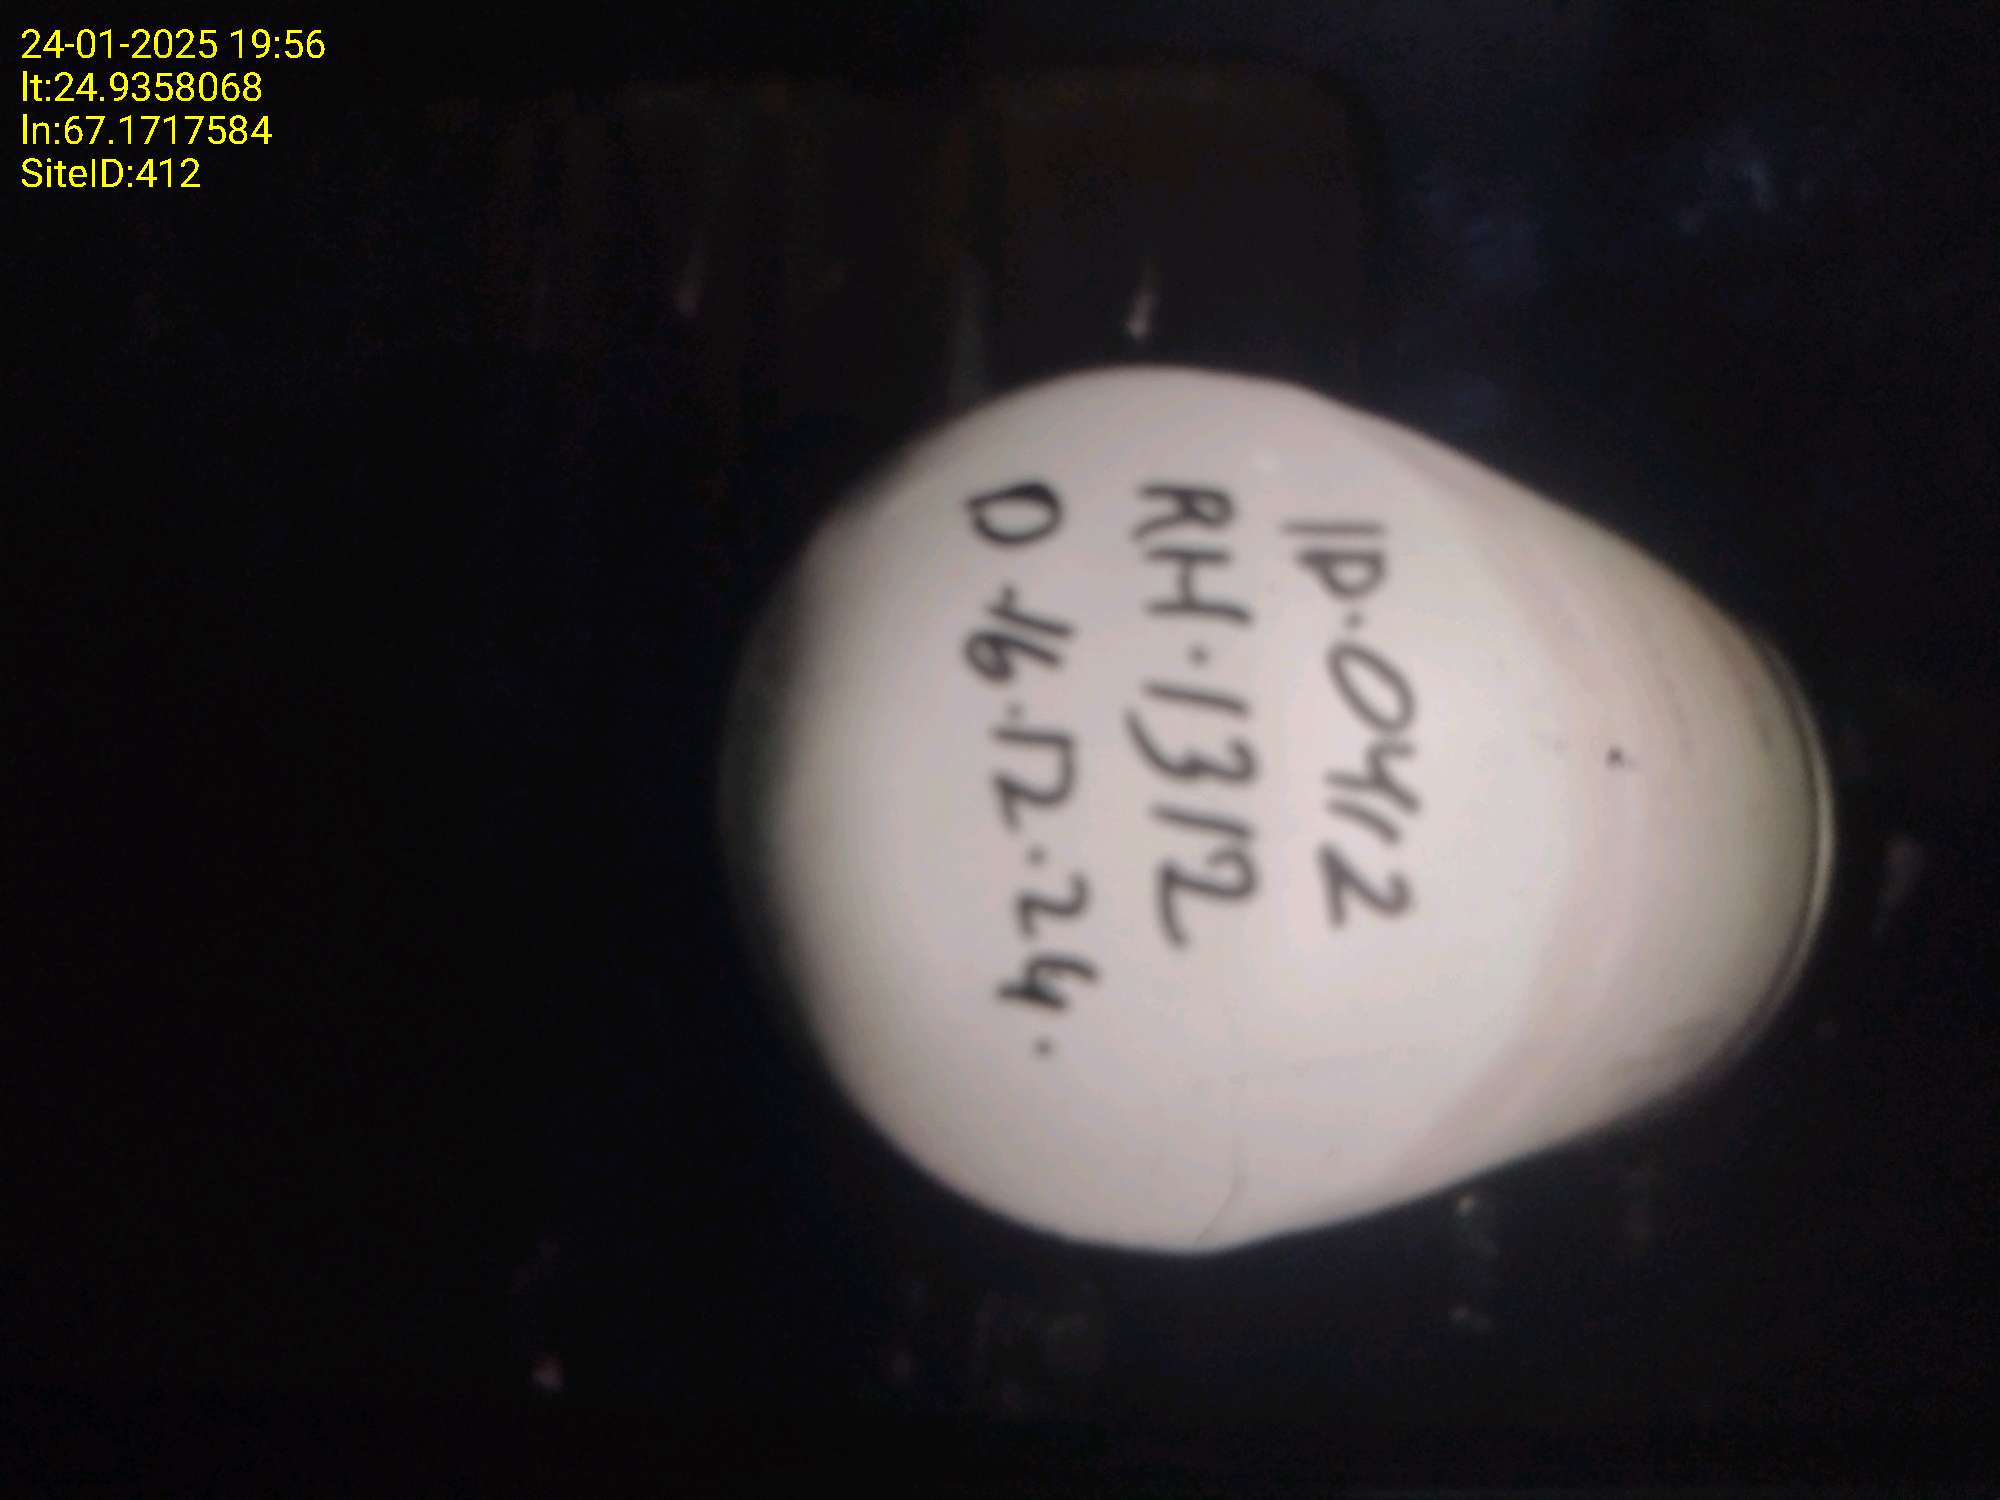 24-01-2025 19:56
lt:24.9358068
ln:67.1717584
SiteID:412
IP.0412
RH.1312
D-16.12.24.